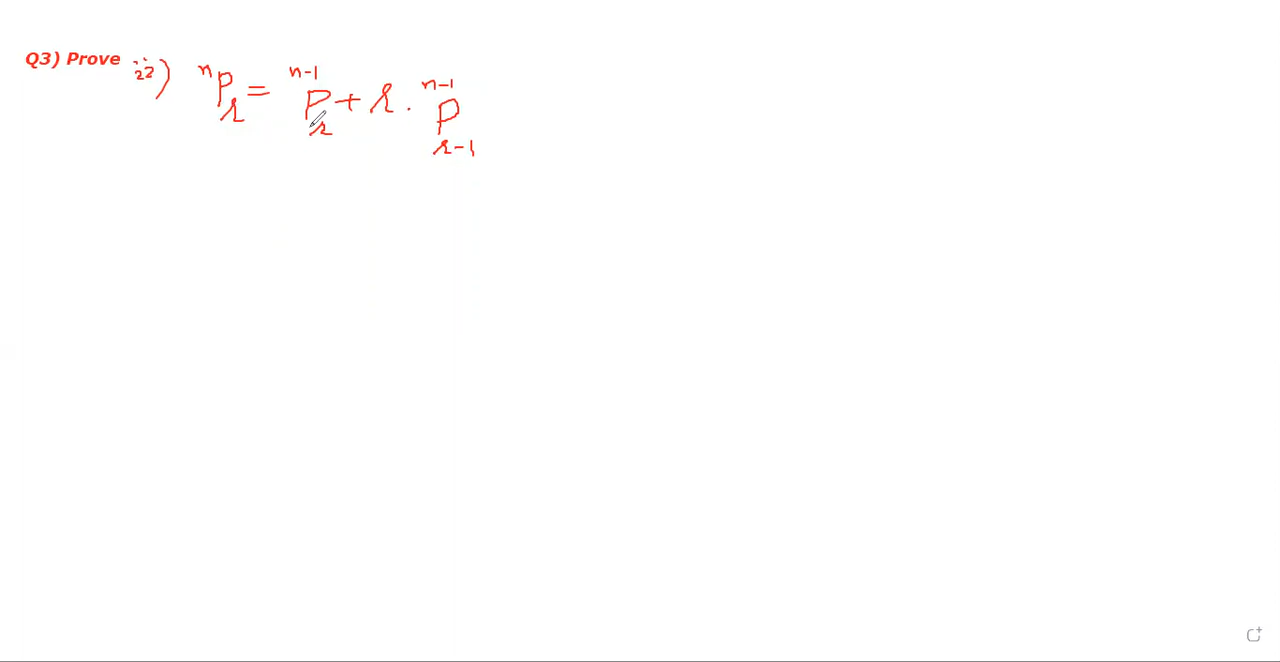 Q3) Prove ii) ⁿPᵣ = ⁿ⁻¹Pᵣ + r . ⁿ⁻¹Pᵣ₋₁